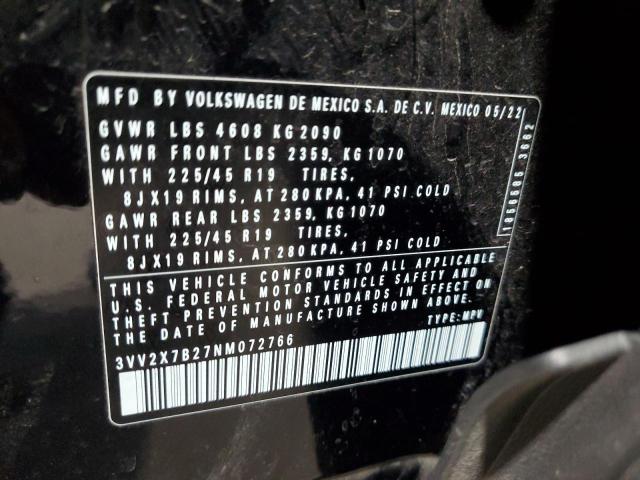 MFD BY VOLKSWAGEN DE MEXICO S.A. DE C.V. MEXICO 05/22
GVWR LBS 4608 KG 2090
GAWR FRONT LBS 2359, KG 1070
WITH 225/45 R19 TIRES,
8JX19 RIMS, AT 280 KPA, 41 PSI COLD
GAWR REAR LBS 2359, KG 1070
WITH 225/45 R19 TIRES,
8JX19 RIMS, AT 280 KPA, 41 PSI COLD
THIS VEHICLE CONFORMS TO ALL APPLICABLE
U.S. FEDERAL MOTOR VEHICLE SAFETY AND
THEFT PREVENTION STANDARDS IN EFFECT ON
THE DATE OF MANUFACTURE SHOWN ABOVE.
TYPE: MPV
3VV2X7B27NM072766
1856585 3662